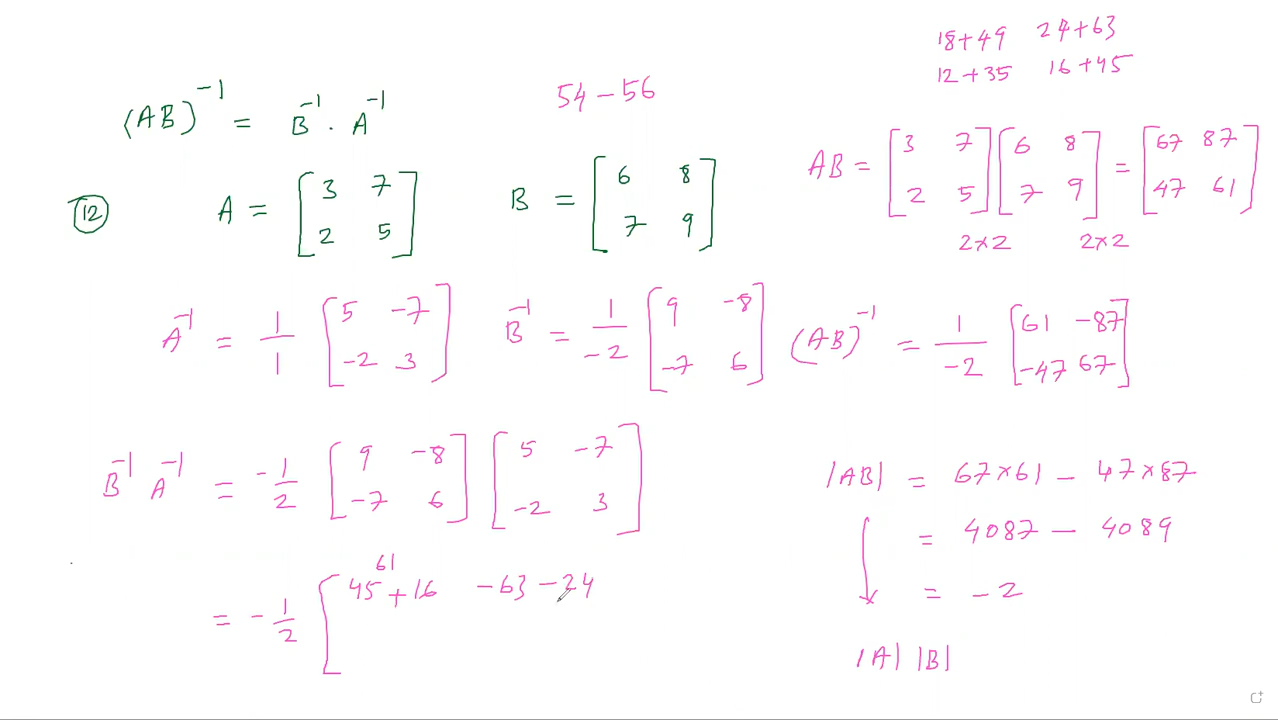 18+49 24+63
12+35 16+45
(AB)⁻¹ = B⁻¹ . A⁻¹
54 – 56
AB = [3 7; 2 5] [6 8; 7 9] = [67 87; 47 61]
2×2 2×2
(12) A = [3 7; 2 5] B = [6 8; 7 9]
A⁻¹ = 1/1 [5 -7; -2 3] B⁻¹ = 1/-2 [9 -8; -7 6] (AB)⁻¹ = 1/-2 [61 -87; -47 67]
B⁻¹ A⁻¹ = -1/2 [9 -8; -7 6] [5 -7; -2 3]
61
= -1/2 [45+16 -63-24
|AB| = 67×61 – 47×87
= 4087 – 4089
= -2
|A| |B|